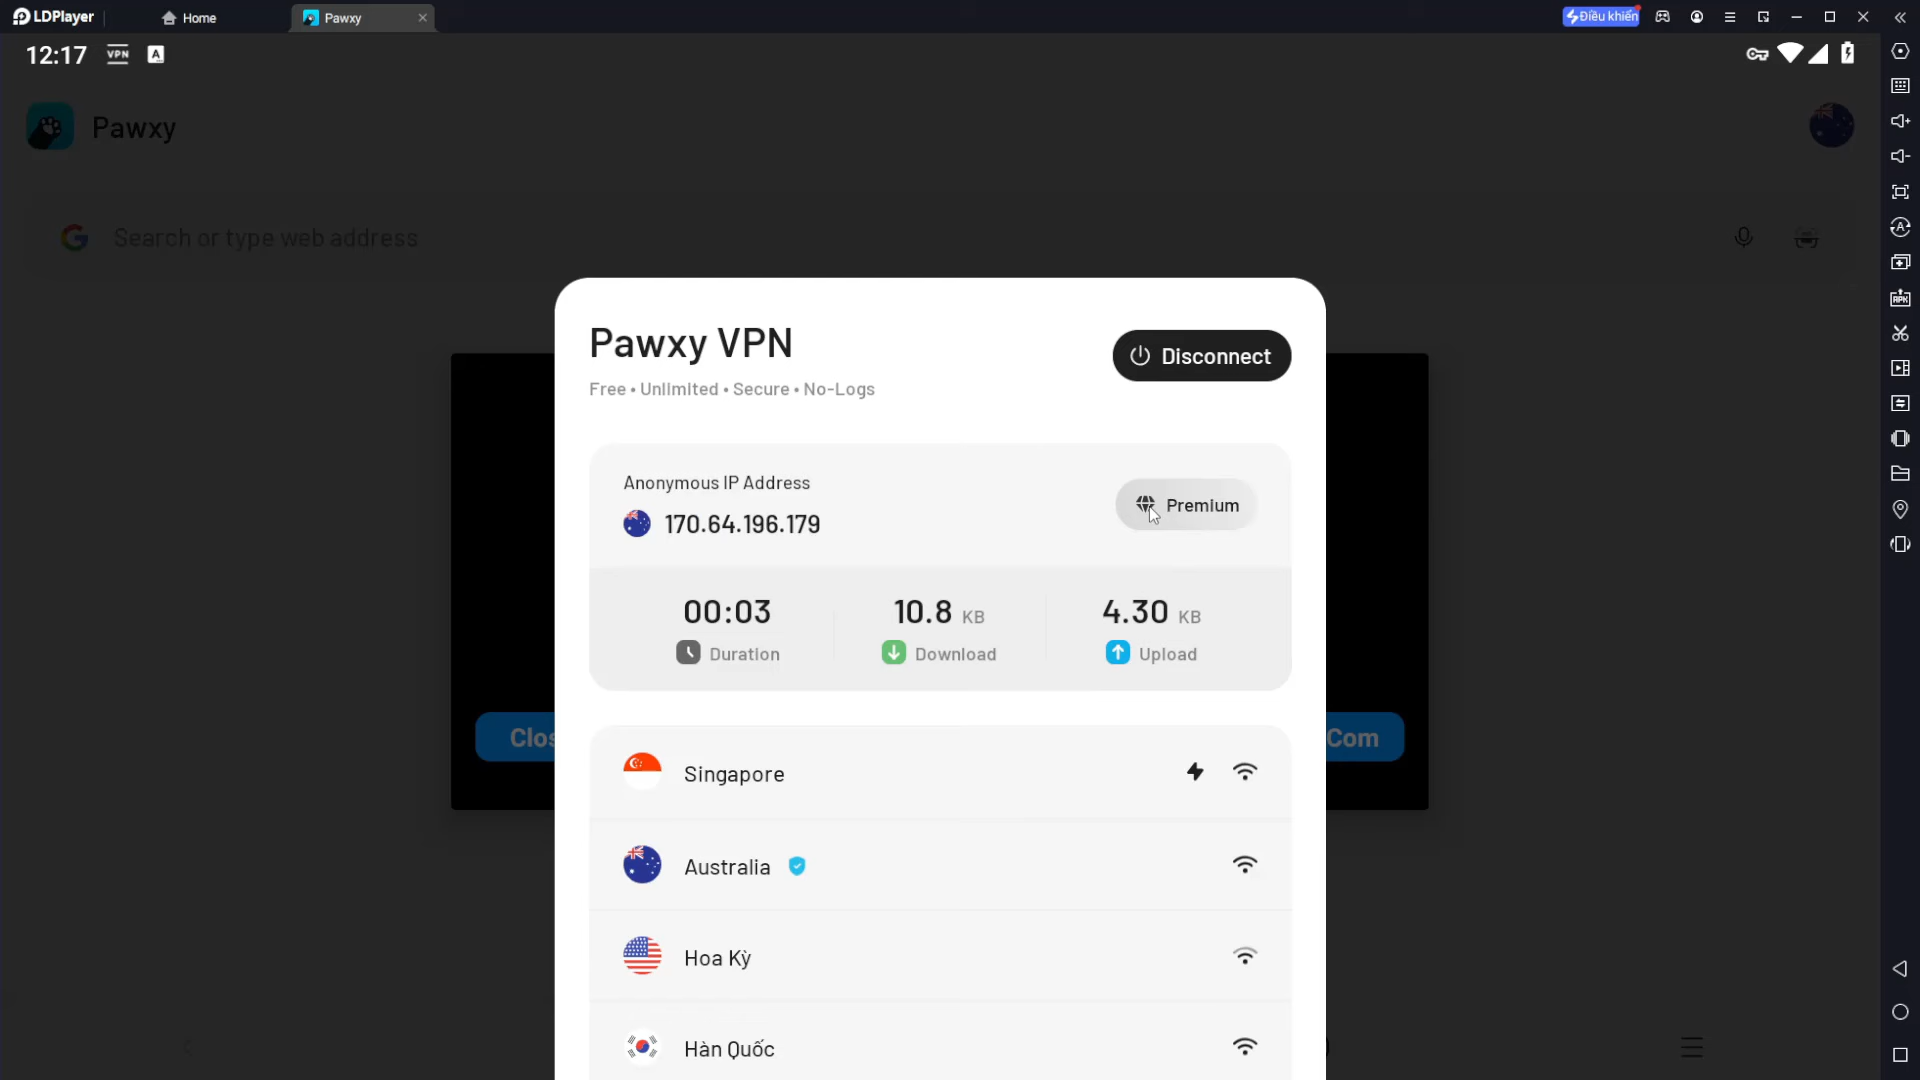 LDPlayer
Home
Pawxy
Điều khiển
12:17
VPN
A
Pawxy
Search or type web address
Pawxy VPN
Disconnect
Free • Unlimited • Secure • No-Logs
Anonymous IP Address
170.64.196.179
Premium
00:03
10.8 KB
4.30 KB
Duration
Download
Upload
Clos
Com
Singapore
Australia
Hoa Kỳ
Hàn Quốc